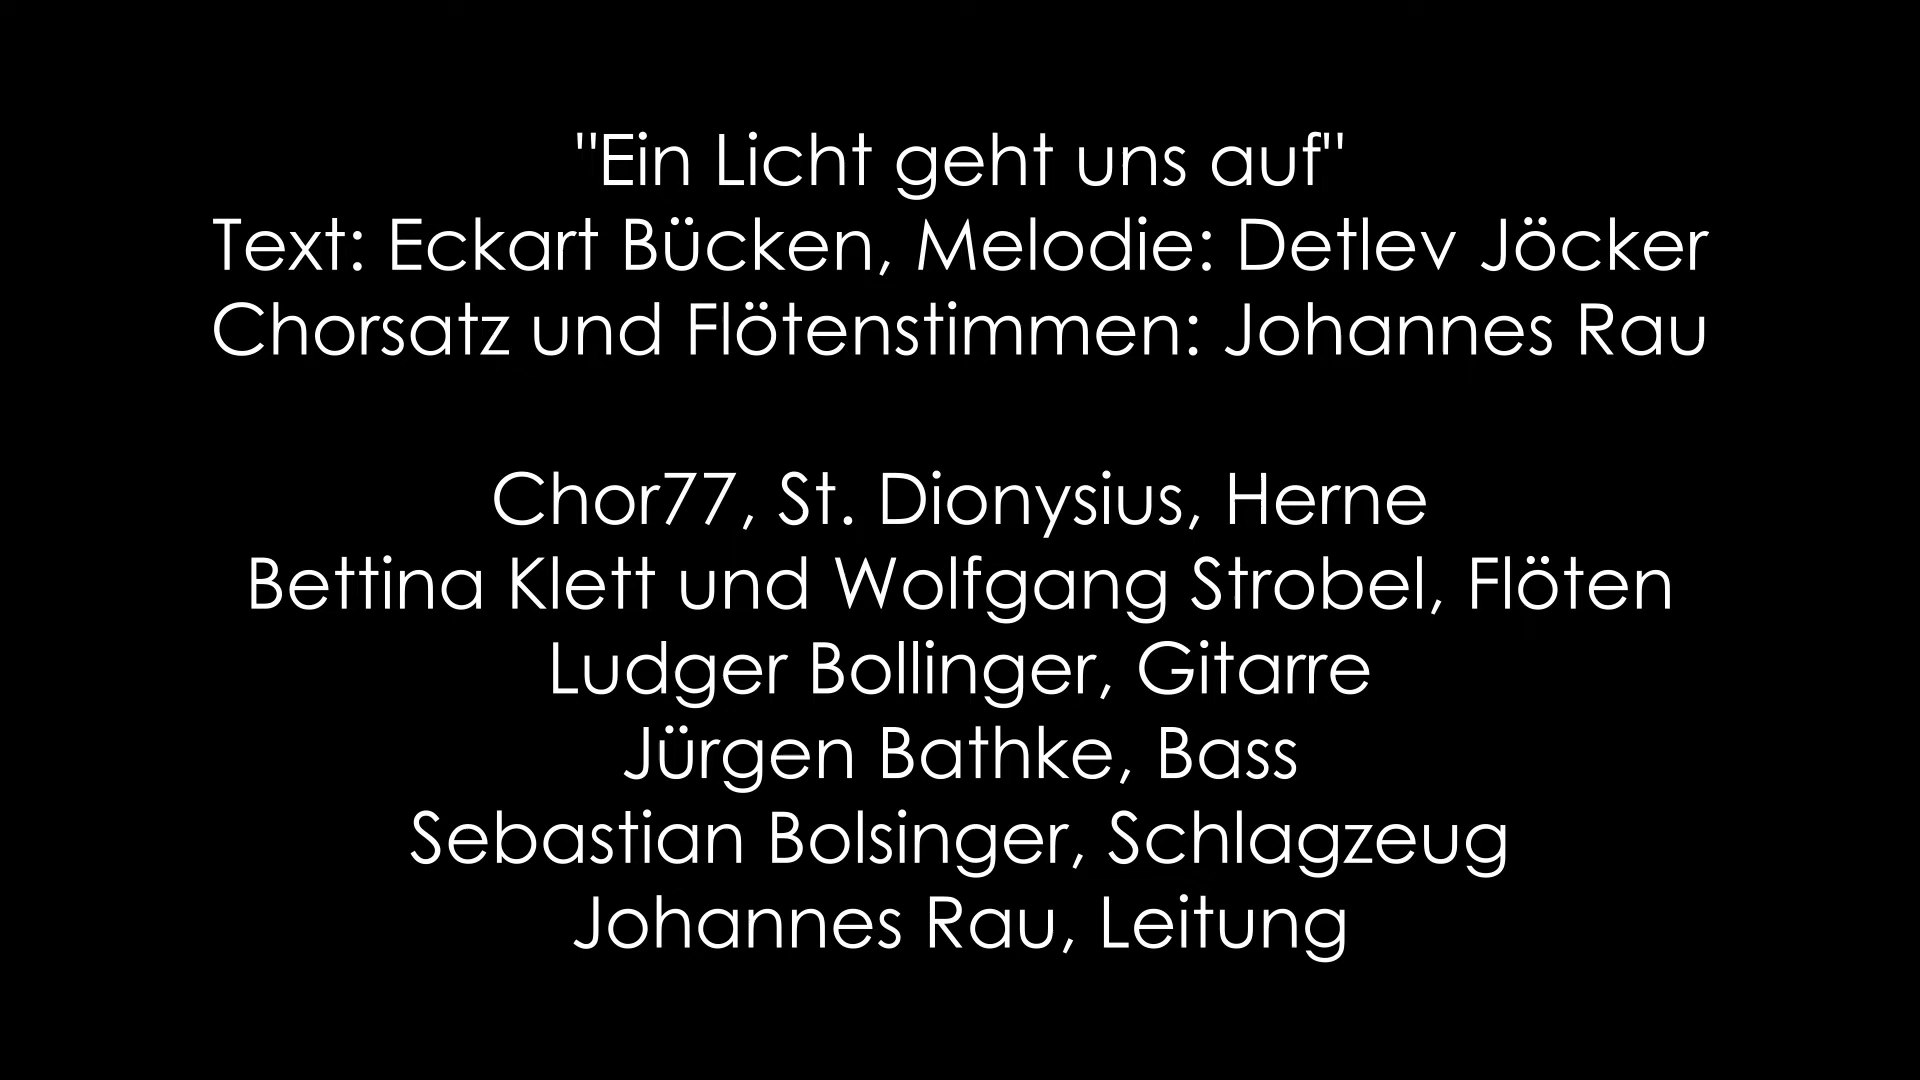 "Ein Licht geht uns auf"
Text: Eckart Bücken, Melodie: Detlev Jöcker
Chorsatz und Flötenstimmen: Johannes Rau
Chor77, St. Dionysius, Herne
Bettina Klett und Wolfgang Strobel, Flöten
Ludger Bollinger, Gitarre
Jürgen Bathke, Bass
Sebastian Bolsinger, Schlagzeug
Johannes Rau, Leitung